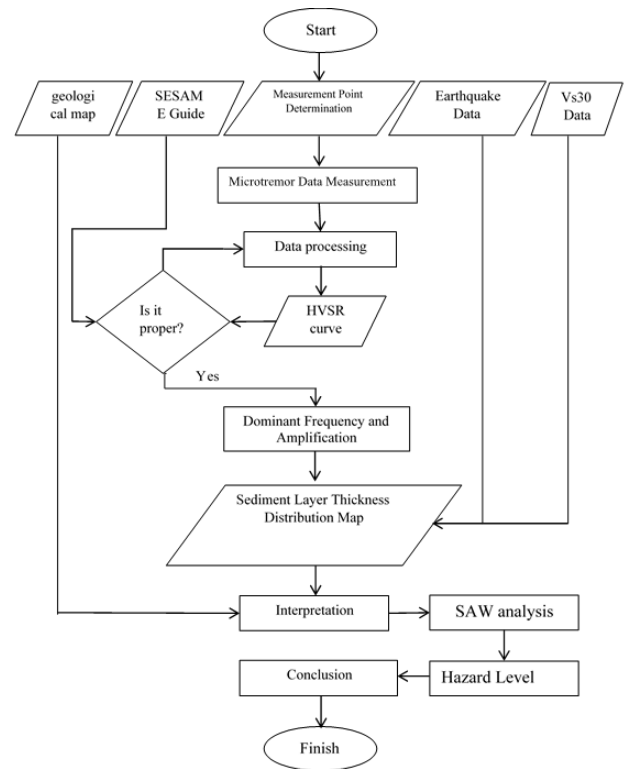 Start
geologi
cal map
SESAM
E Guide
Measurement Point
Determination
Earthquake
Data
Vs30
Data
Microtremor Data Measurement
Data processing
Is it
proper?
HVSR
curve
Yes
Dominant Frequency and
Amplification
Sediment Layer Thickness
Distribution Map
Interpretation
SAW analysis
Conclusion
Hazard Level
Finish